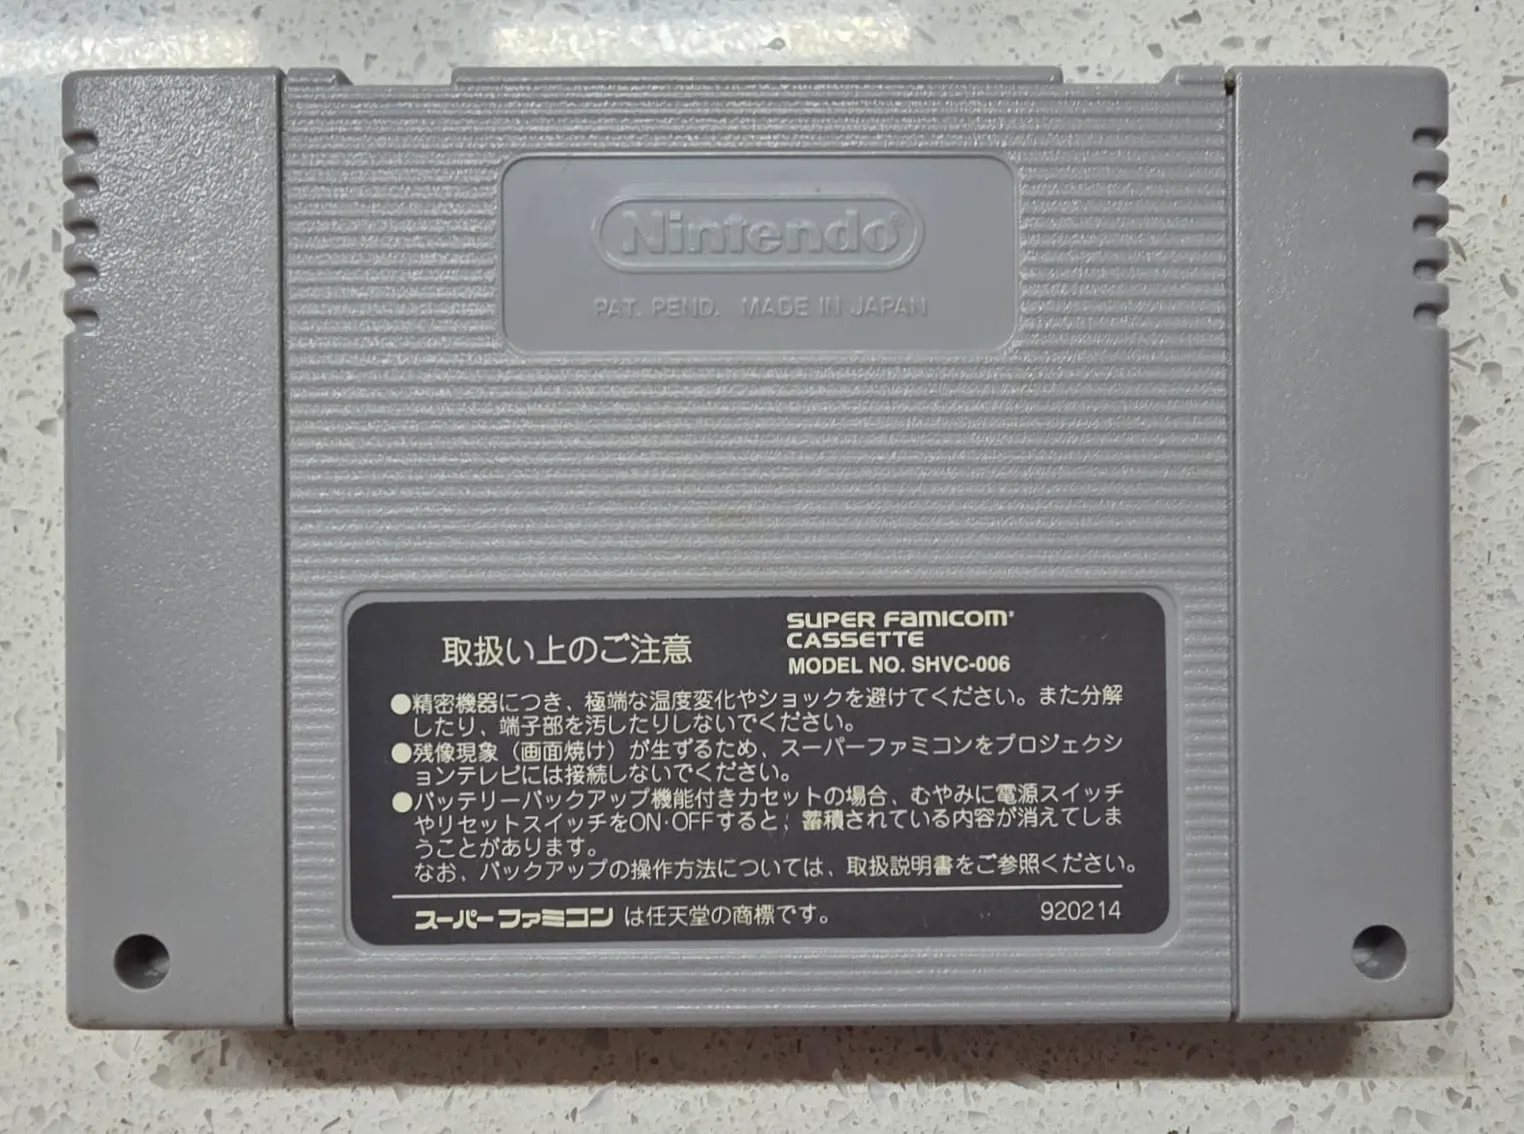 Nintendo®
PAT. PEND. MADE IN JAPAN
取扱い上のご注意
SUPER FAMICOM®
CASSETTE
MODEL NO. SHVC-006
●精密機器につき、極端な温度変化やショックを避けてください。また分解
したり、端子部を汚したりしないでください。
●残像現象（画面焼け）が生ずるため、スーパーファミコンをプロジェクシ
ョンテレビには接続しないでください。
●バッテリーバックアップ機能付きカセットの場合、むやみに電源スイッチ
やリセットスイッチをON·OFFすると、蓄積されている内容が消えてしま
うことがあります。
なお、バックアップの操作方法については、取扱説明書をご参照ください。
スーパーファミコン は任天堂の商標です。
920214